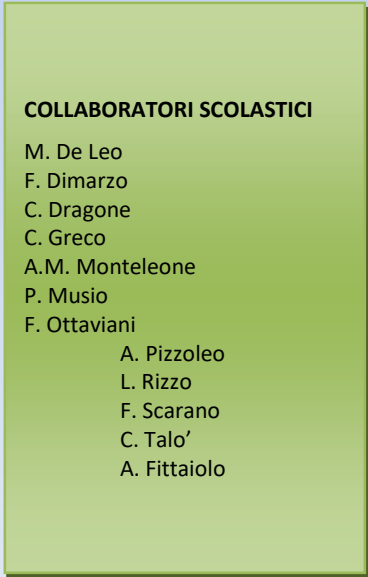 COLLABORATORI SCOLASTICI
M. De Leo
F. Dimarzo
C. Dragone
C. Greco
A.M. Monteleone
P. Musio
F. Ottaviani
A. Pizzoleo
L. Rizzo
F. Scarano
C. Talo’
A. Fittaiolo